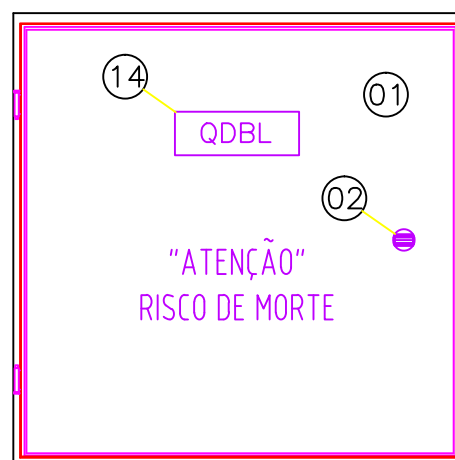 14
01
QDBL
02
"ATENÇÃO"
RISCO DE MORTE